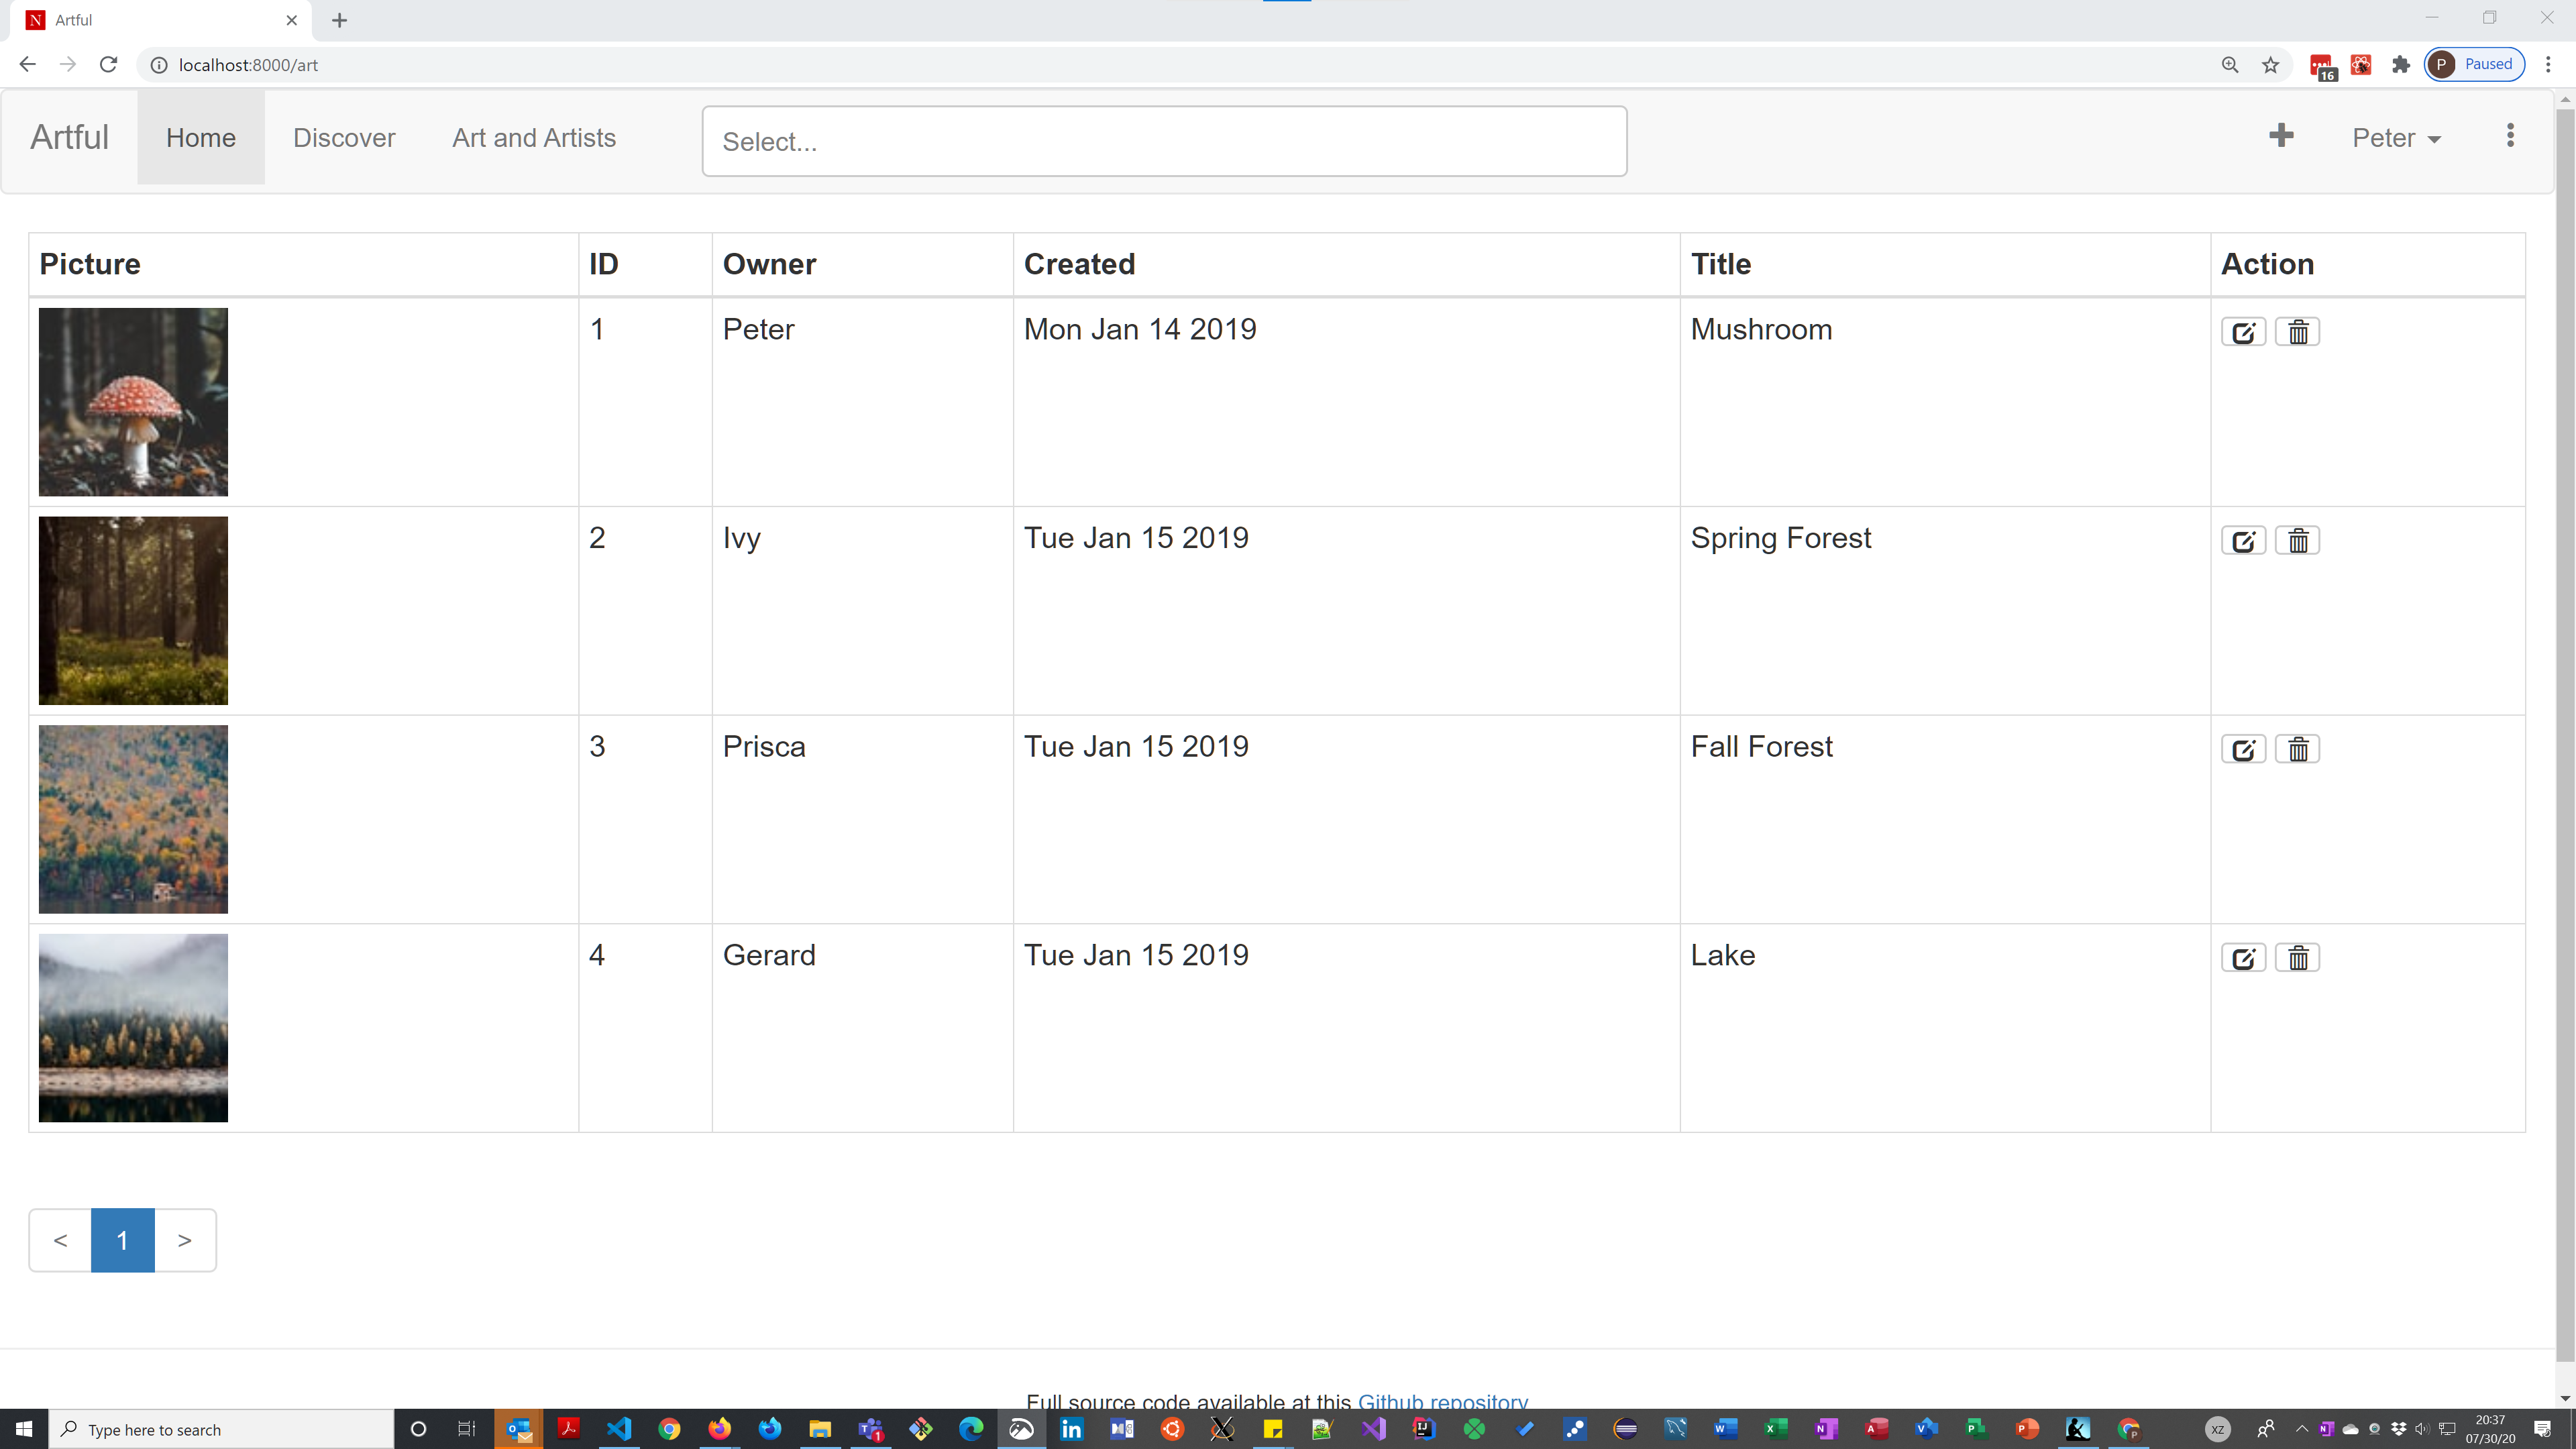 N Artful
localhost:8000/art
16
P Paused
Artful Home Discover Art and Artists Select... Peter
Picture ID Owner Created Title Action
1 Peter Mon Jan 14 2019 Mushroom
2 Ivy Tue Jan 15 2019 Spring Forest
3 Prisca Tue Jan 15 2019 Fall Forest
4 Gerard Tue Jan 15 2019 Lake
< 1 >
Full source code available at this Github repository
Type here to search
XZ
20:37
07/30/20